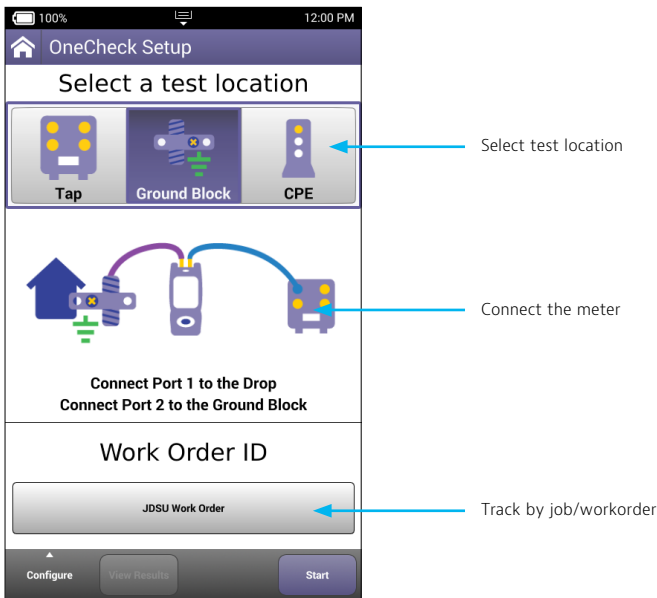 100%
12:00 PM
OneCheck Setup
Select a test location
Tap
Ground Block
CPE
Select test location
Connect the meter
Connect Port 1 to the Drop
Connect Port 2 to the Ground Block
Work Order ID
JDSU Work Order
Track by job/workorder
Configure
View Results
Start